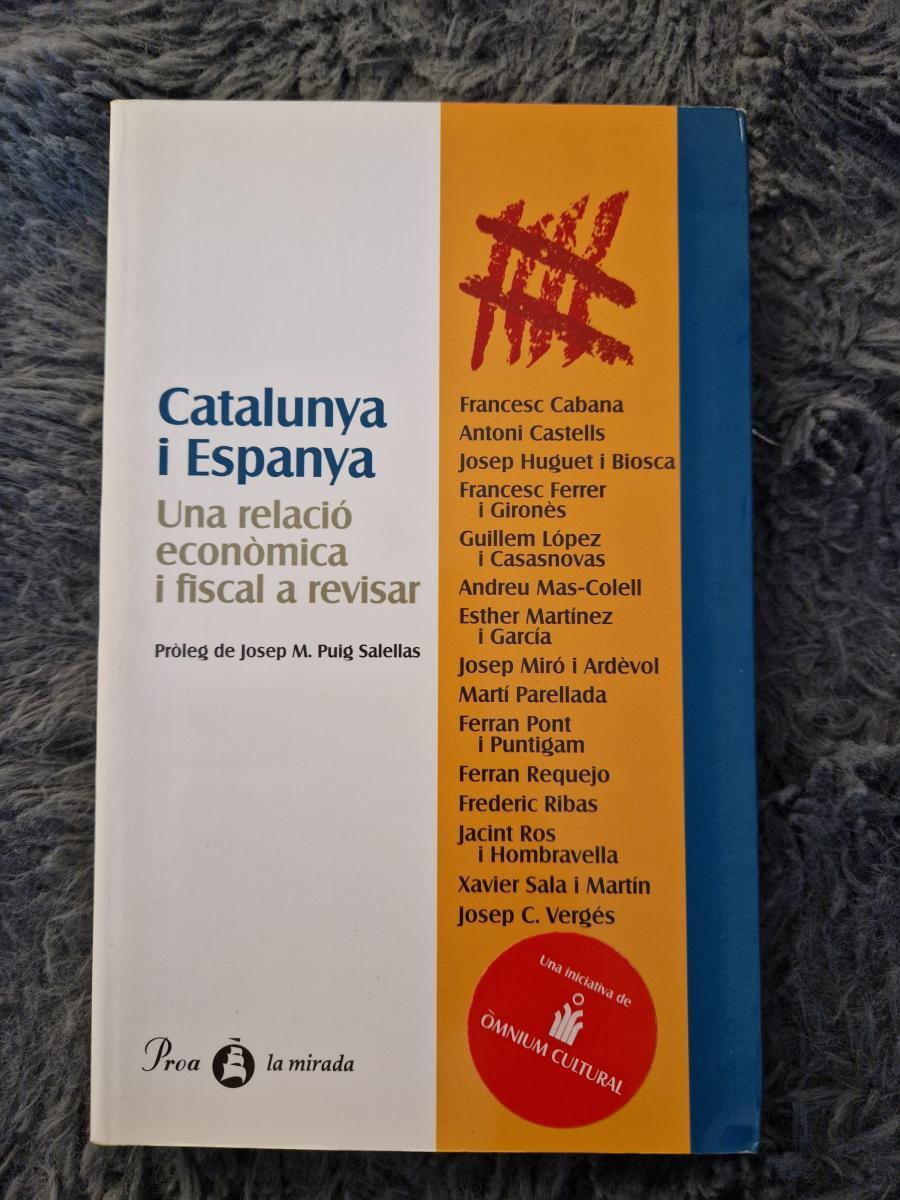 Catalunya
i Espanya
Una relació
econòmica
i fiscal a revisar
Pròleg de Josep M. Puig Salellas
Francesc Cabana
Antoni Castells
Josep Huguet i Biosca
Francesc Ferrer
i Gironès
Guillem López
i Casasnovas
Andreu Mas-Colell
Esther Martínez
i García
Josep Miró i Ardèvol
Martí Parellada
Ferran Pont
i Puntigam
Ferran Requejo
Frederic Ribas
Jacint Ros
i Hombravella
Xavier Sala i Martín
Josep C. Vergés
Una iniciativa de
ÒMNIUM CULTURAL
Proa la mirada